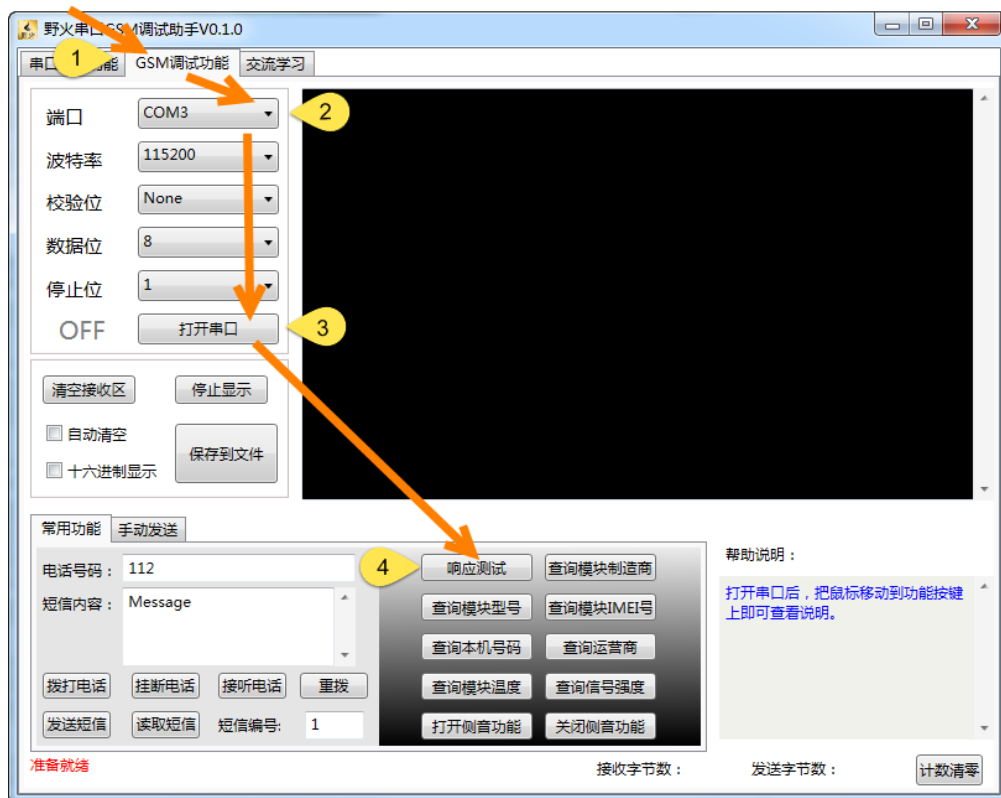 野火串口GSM调试助手V0.1.0
串口 能 GSM调试功能 交流学习
1
端口 COM3
2
波特率 115200
校验位 None
数据位 8
停止位 1
OFF 打开串口
3
清空接收区 停止显示
自动清空
保存到文件
十六进制显示
常用功能 手动发送
电话号码： 112
4
响应测试 查询模块制造商
帮助说明：
短信内容： Message
查询模块型号 查询模块IMEI号
打开串口后，把鼠标移动到功能按键
上即可查看说明。
查询本机号码 查询运营商
拨打电话 挂断电话 接听电话 重拨
查询模块温度 查询信号强度
发送短信 读取短信 短信编号: 1
打开侧音功能 关闭侧音功能
准备就绪
接收字节数： 发送字节数： 计数清零